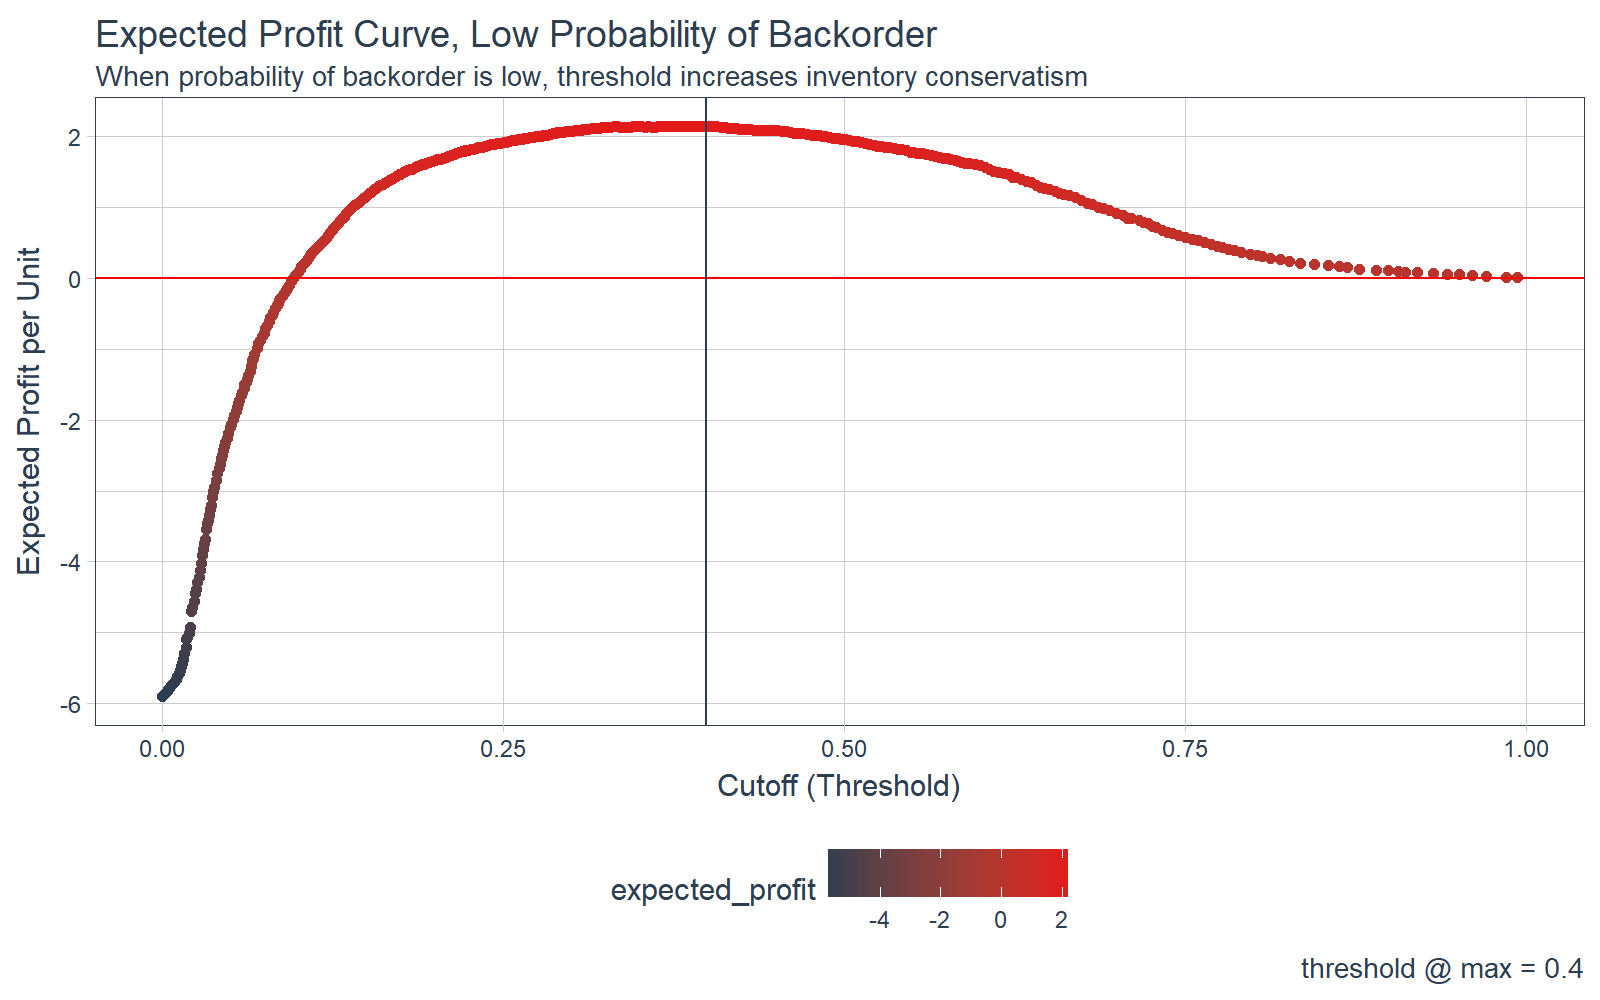 Expected Profit Curve, Low Probability of Backorder
When probability of backorder is low, threshold increases inventory conservatism
Expected Profit per Unit
2
0
-2
-4
-6
0.00 0.25 0.50 0.75 1.00
Cutoff (Threshold)
expected_profit
-4 -2 0 2
threshold @ max = 0.4